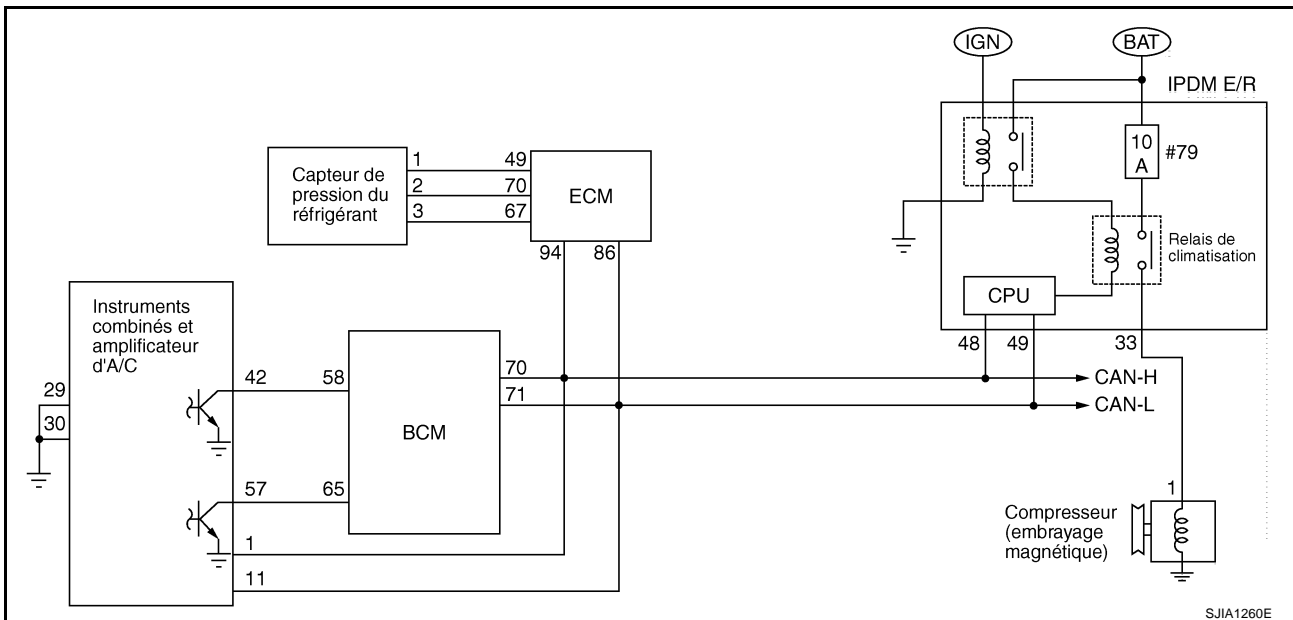 IGN
BAT
IPDM E/R
10
A
#79
Capteur de
pression du
réfrigérant
1
49
2
70
3
67
ECM
94
86
Relais de
climatisation
CPU
48
49
33
Instruments
combinés et
amplificateur
d'A/C
29
30
42
58
57
65
1
11
BCM
70
71
CAN-H
CAN-L
1
Compresseur
(embrayage
magnétique)
SJIA1260E